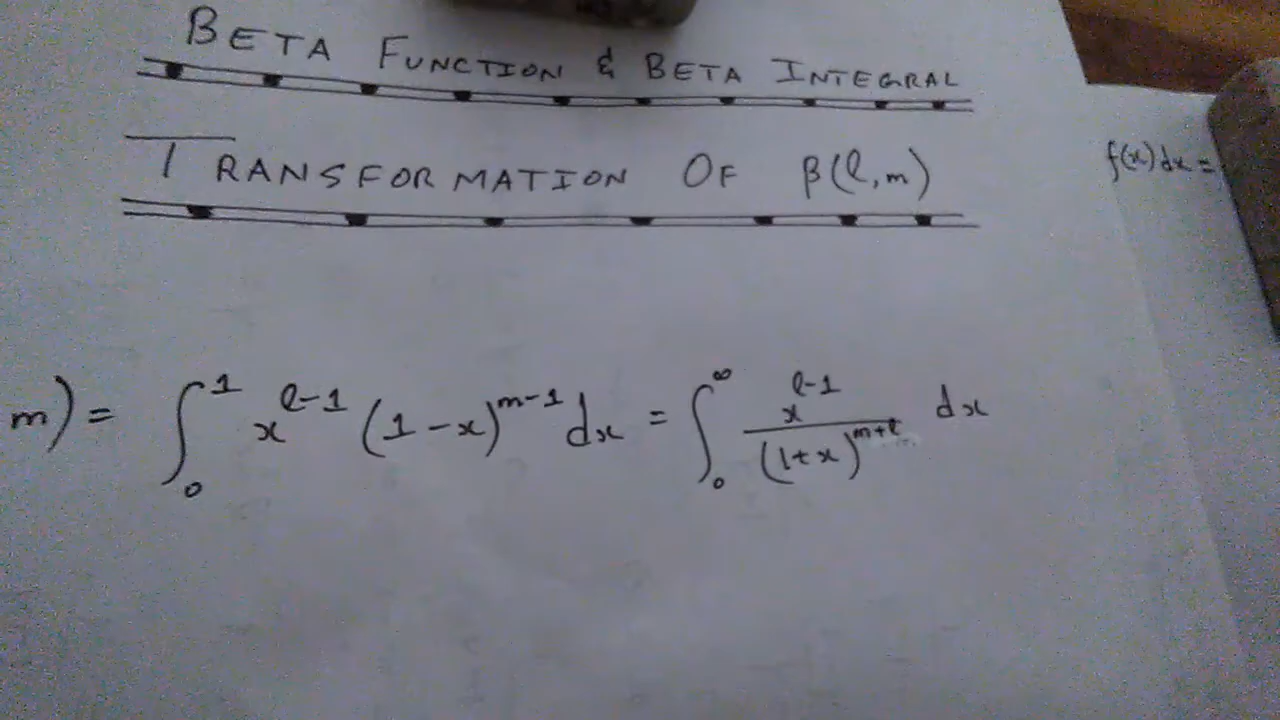 BETA FUNCTION & BETA INTEGRAL
TRANSFORMATION OF β(l,m)
f(x)dx=
m) = ∫₀¹ x^{l-1} (1-x)^{m-1} dx = ∫₀^∞ x^{l-1}/(1+x)^{m+l} dx